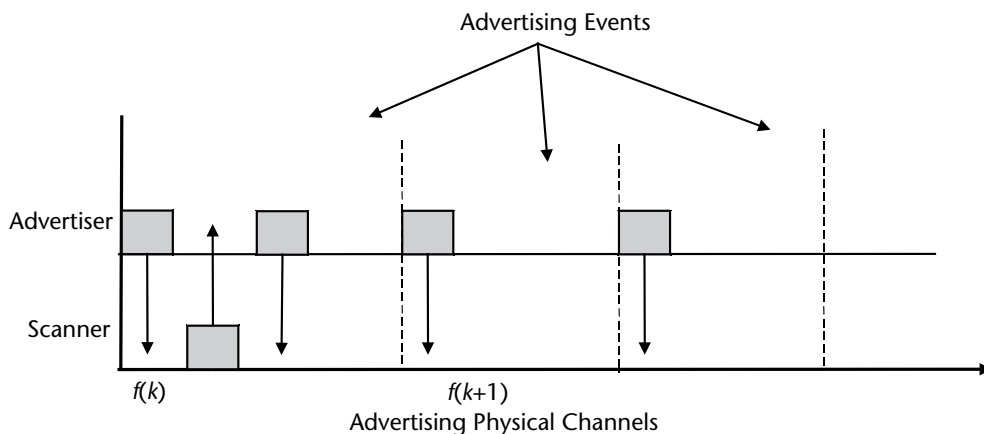 Advertising Events
Advertiser
Scanner
f(k)
f(k+1)
Advertising Physical Channels